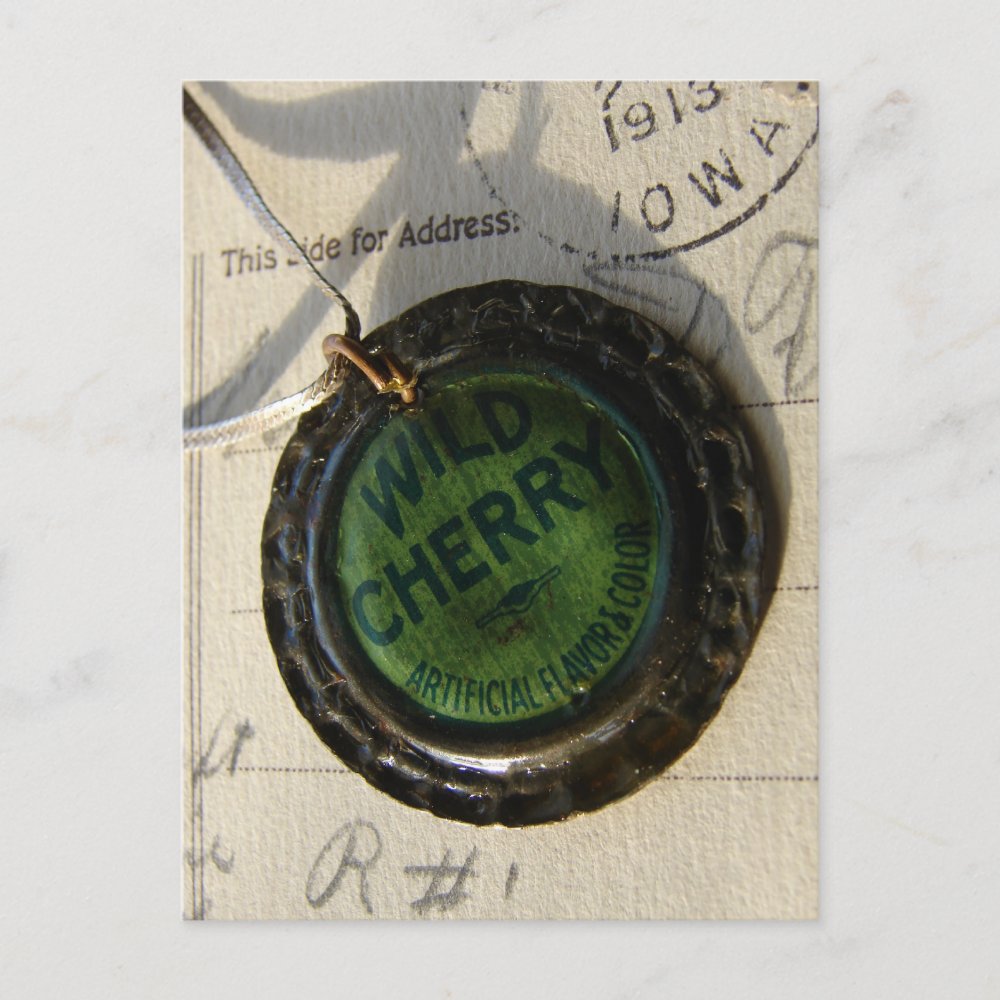 1913
IOWA
This Side for Address.
WILD
CHERRY
ARTIFICIAL FLAVOR & COLOR
R #1